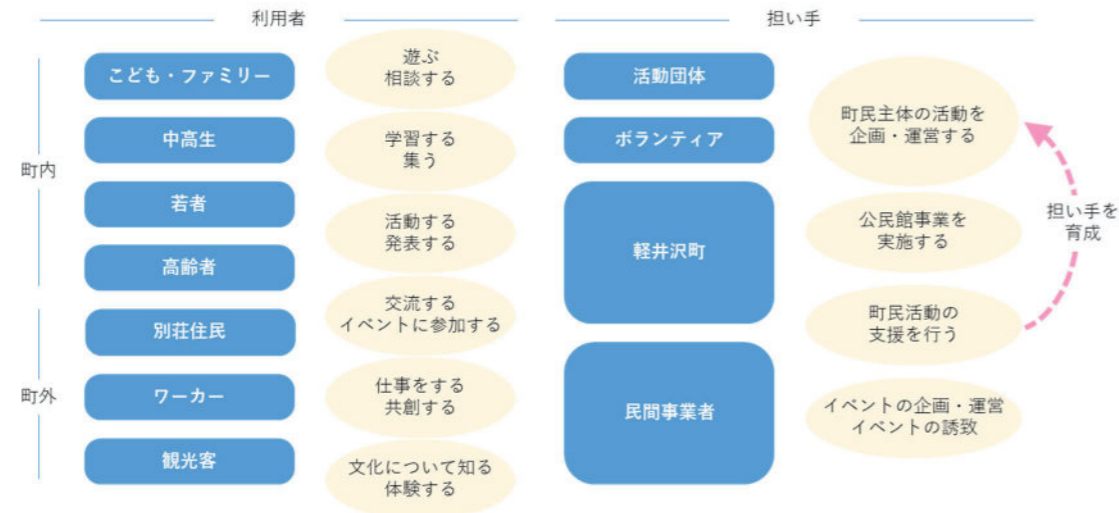 利用者
町内
町外
こども・ファミリー
中高生
若者
高齢者
別荘住民
ワーカー
観光客
遊ぶ
相談する
学習する
集う
活動する
発表する
交流する
イベントに参加する
仕事をする
共創する
文化について知る
体験する
担い手
活動団体
ボランティア
軽井沢町
民間事業者
町民主体の活動を
企画・運営する
公民館事業を
実施する
町民活動の
支援を行う
イベントの企画・運営
イベントの誘致
担い手を
育成